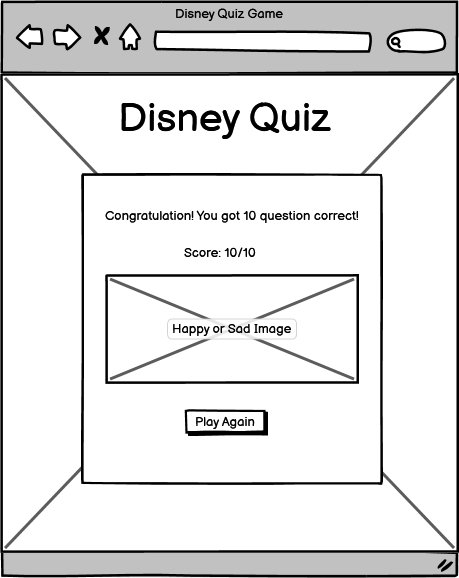 Disney Quiz Game
Disney Quiz
Congratulation! You got 10 question correct!
Score: 10/10
Happy or Sad Image
Play Again